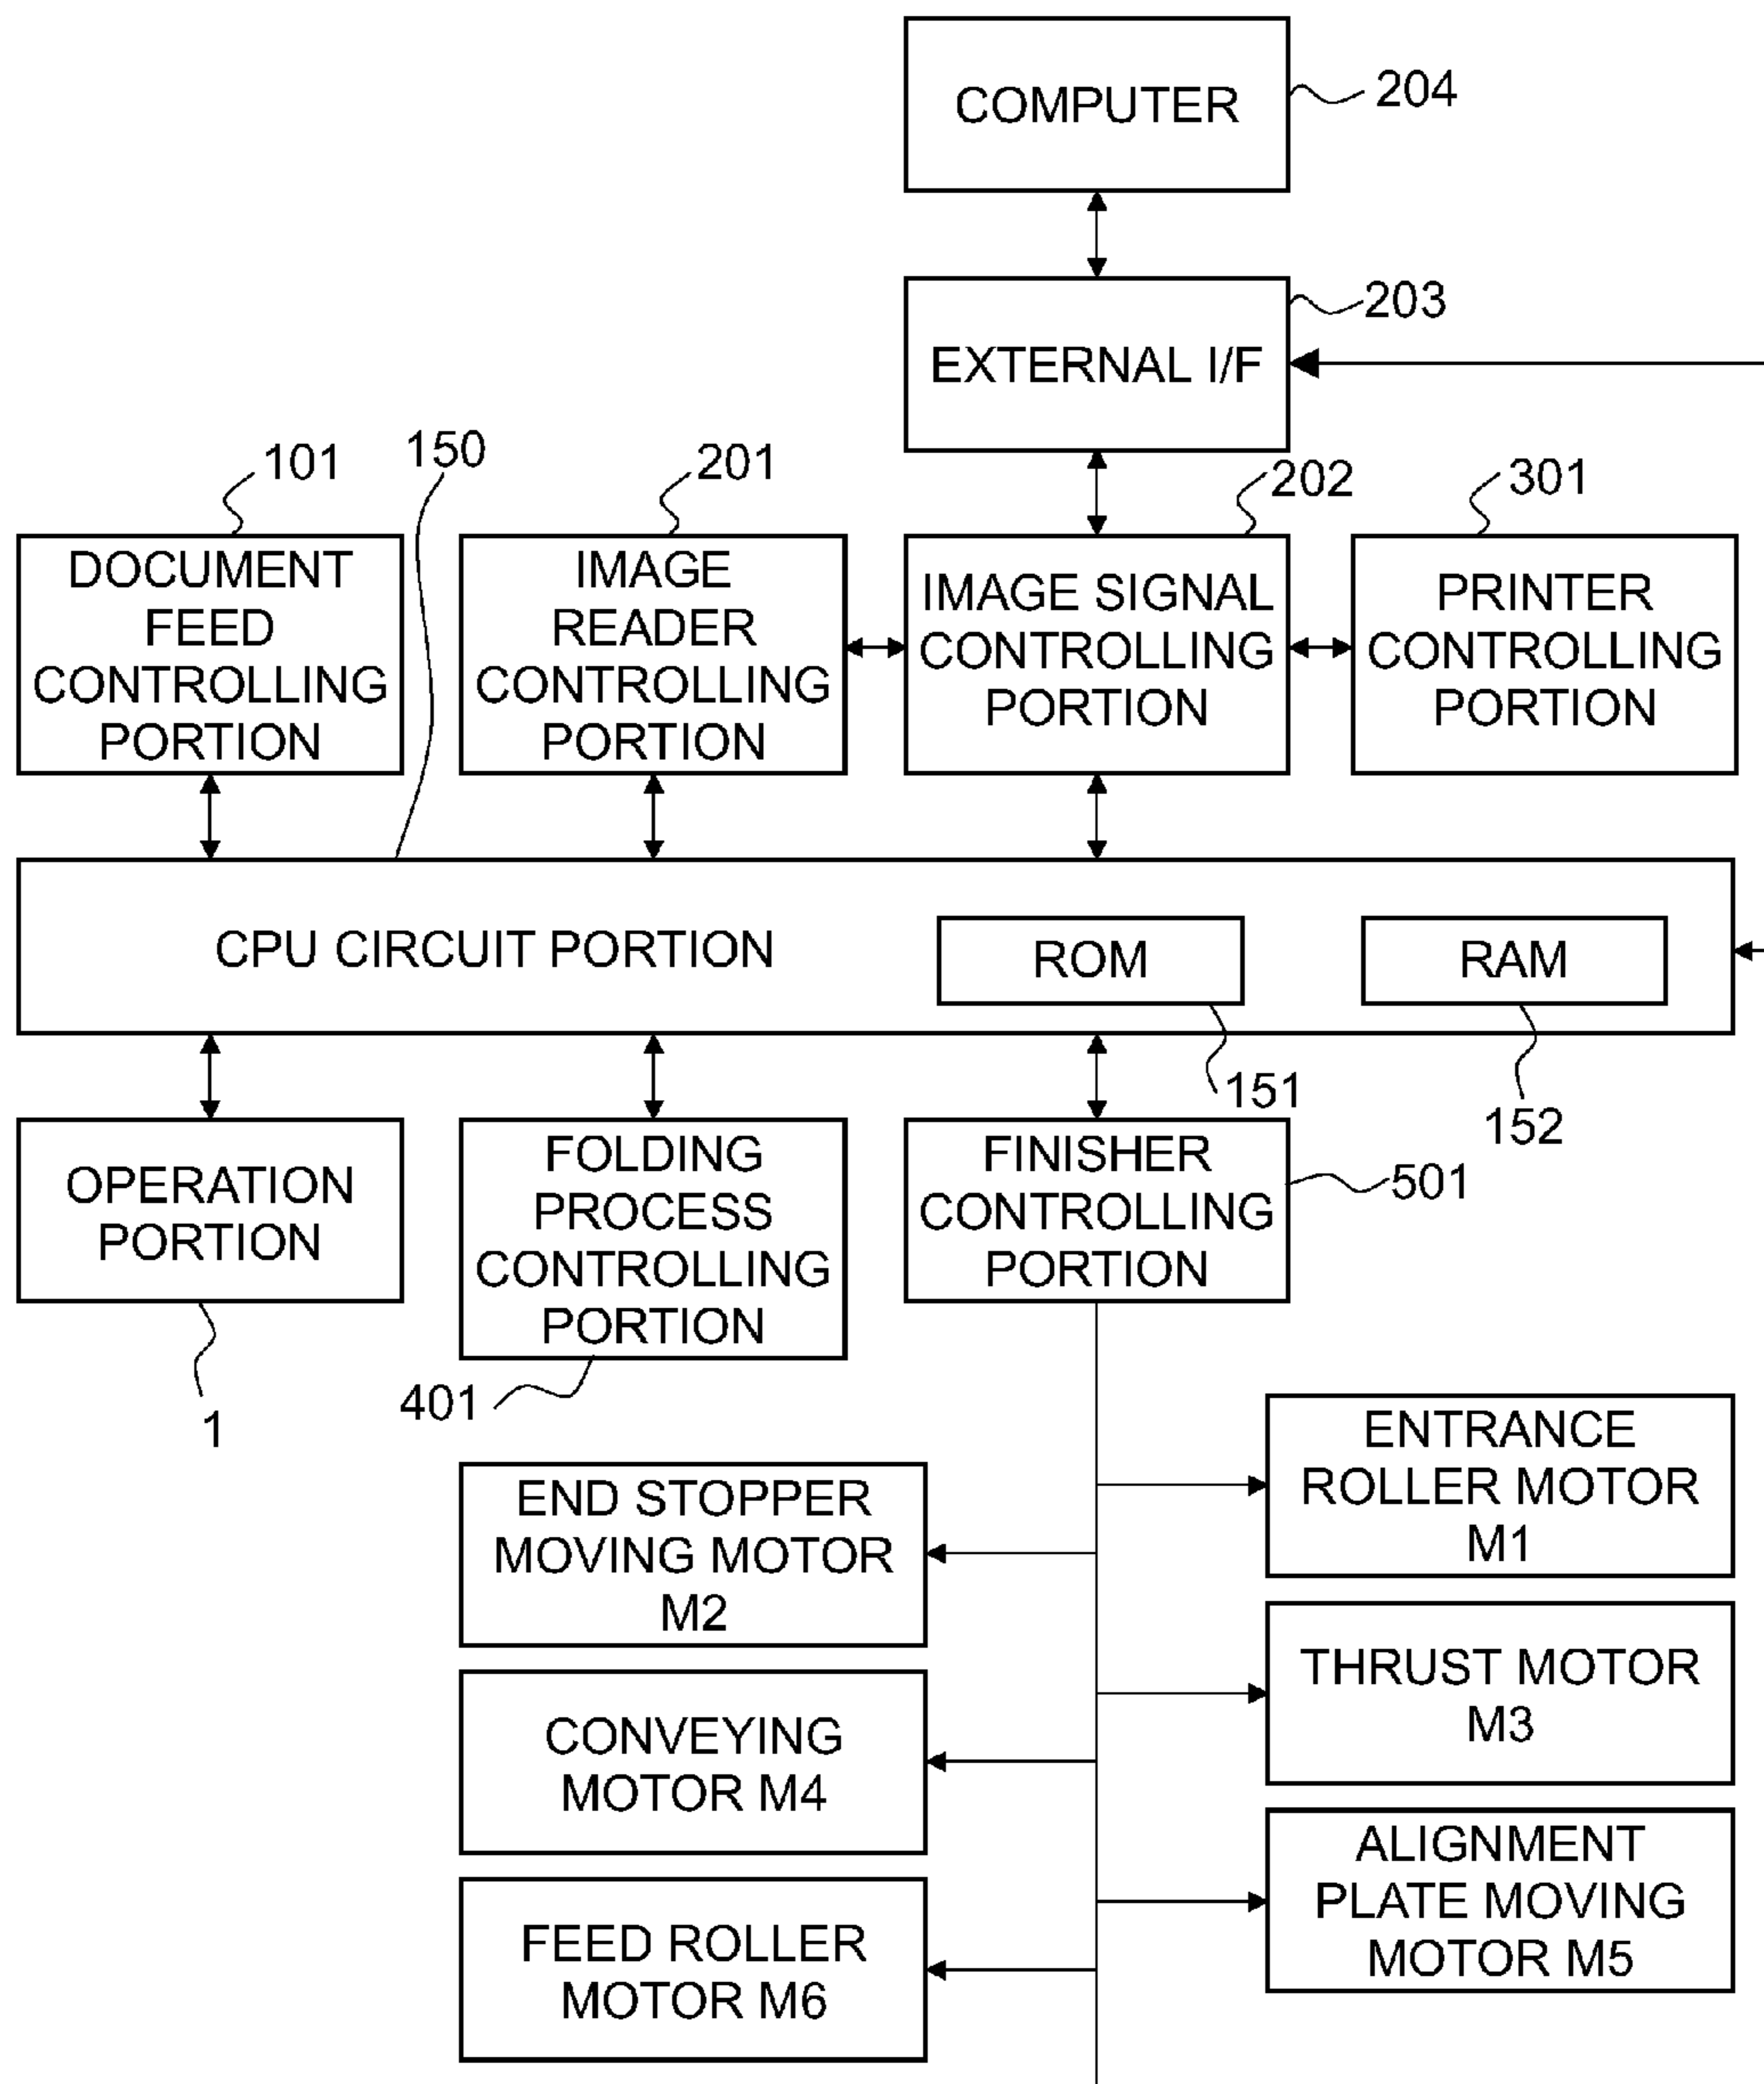 COMPUTER
204
EXTERNAL I/F
203
150
101
201
202
301
DOCUMENT
FEED
CONTROLLING
PORTION
IMAGE
READER
CONTROLLING
PORTION
IMAGE SIGNAL
CONTROLLING
PORTION
PRINTER
CONTROLLING
PORTION
CPU CIRCUIT PORTION
ROM
RAM
151
152
OPERATION
PORTION
FOLDING
PROCESS
CONTROLLING
PORTION
FINISHER
CONTROLLING
PORTION
501
1
401
ENTRANCE
ROLLER MOTOR
M1
END STOPPER
MOVING MOTOR
M2
THRUST MOTOR
M3
CONVEYING
MOTOR M4
ALIGNMENT
PLATE MOVING
MOTOR M5
FEED ROLLER
MOTOR M6